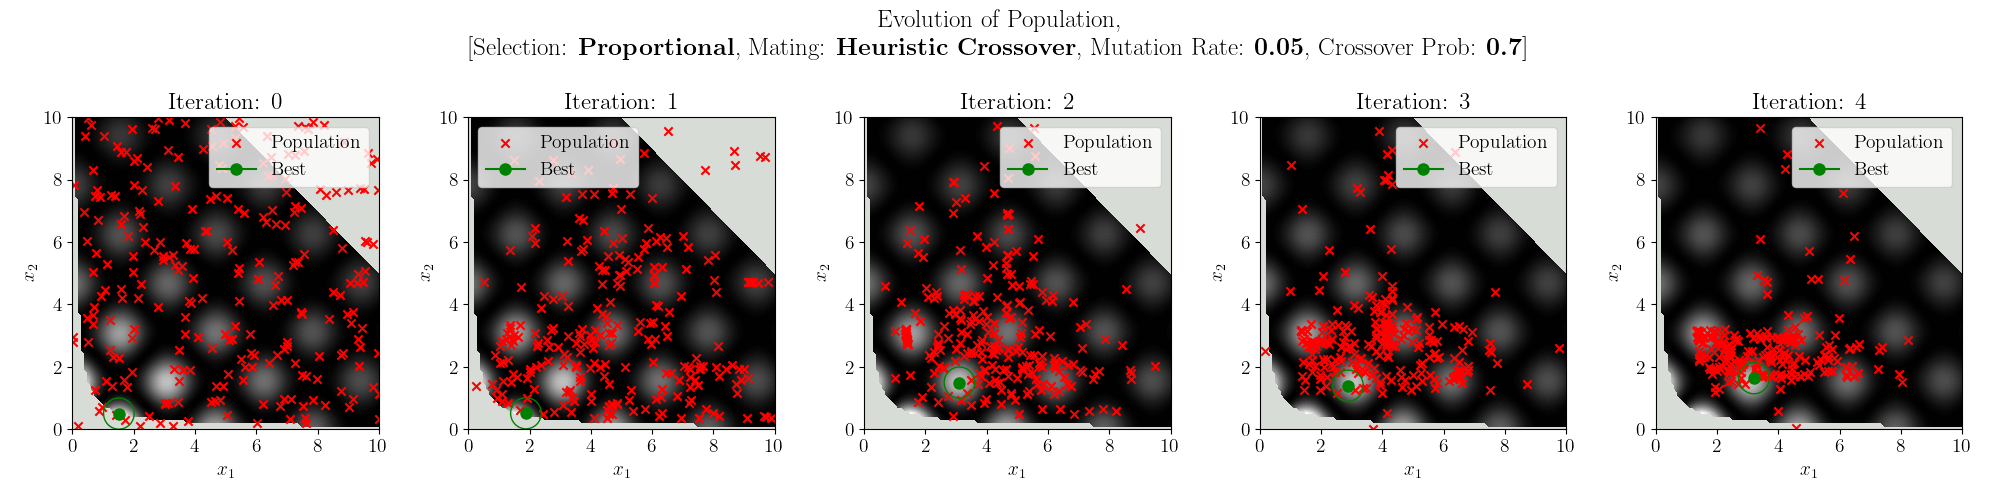 Evolution of Population,
[Selection: Proportional, Mating: Heuristic Crossover, Mutation Rate: 0.05, Crossover Prob: 0.7]
Iteration: 0
10
8
6
4
2
0
x2
0 2 4 6 8 10
x1
Population
Best
Iteration: 1
10
8
6
4
2
0
x2
0 2 4 6 8 10
x1
Population
Best
Iteration: 2
10
8
6
4
2
0
x2
0 2 4 6 8 10
x1
Population
Best
Iteration: 3
10
8
6
4
2
0
x2
0 2 4 6 8 10
x1
Population
Best
Iteration: 4
10
8
6
4
2
0
x2
0 2 4 6 8 10
x1
Population
Best